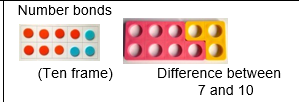 Number bonds
(Ten frame)
Difference between
7 and 10